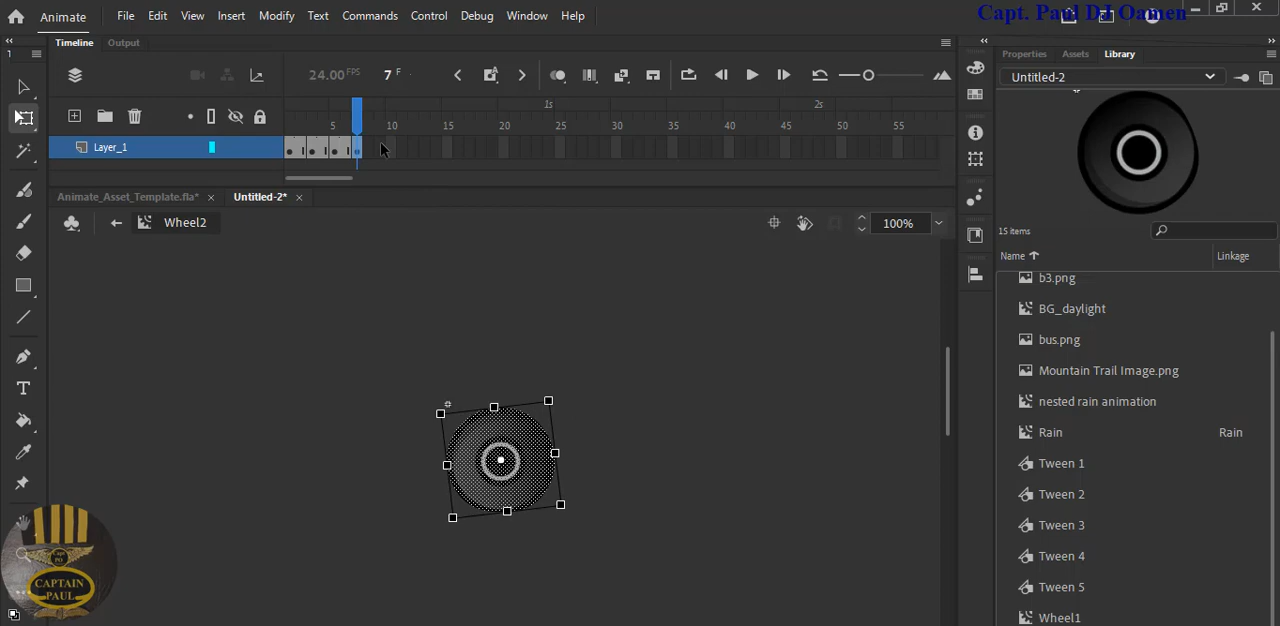 Animate File Edit View Insert Modify Text Commands Control Debug Window Help Capt. Paul DJ Oamen
Timeline Output Properties Assets Library
1 24.00 FPS 7 F Untitled-2
1s 2s
5 10 15 20 25 30 35 40 45 50 55
Layer_1
Animate_Asset_Template.fla* Untitled-2*
Wheel2 100%
15 items
Name Linkage
b3.png
BG_daylight
bus.png
Mountain Trail Image.png
nested rain animation
Rain Rain
Tween 1
Tween 2
Tween 3
Tween 4
Tween 5
Wheel1
CAPTAIN
PAUL